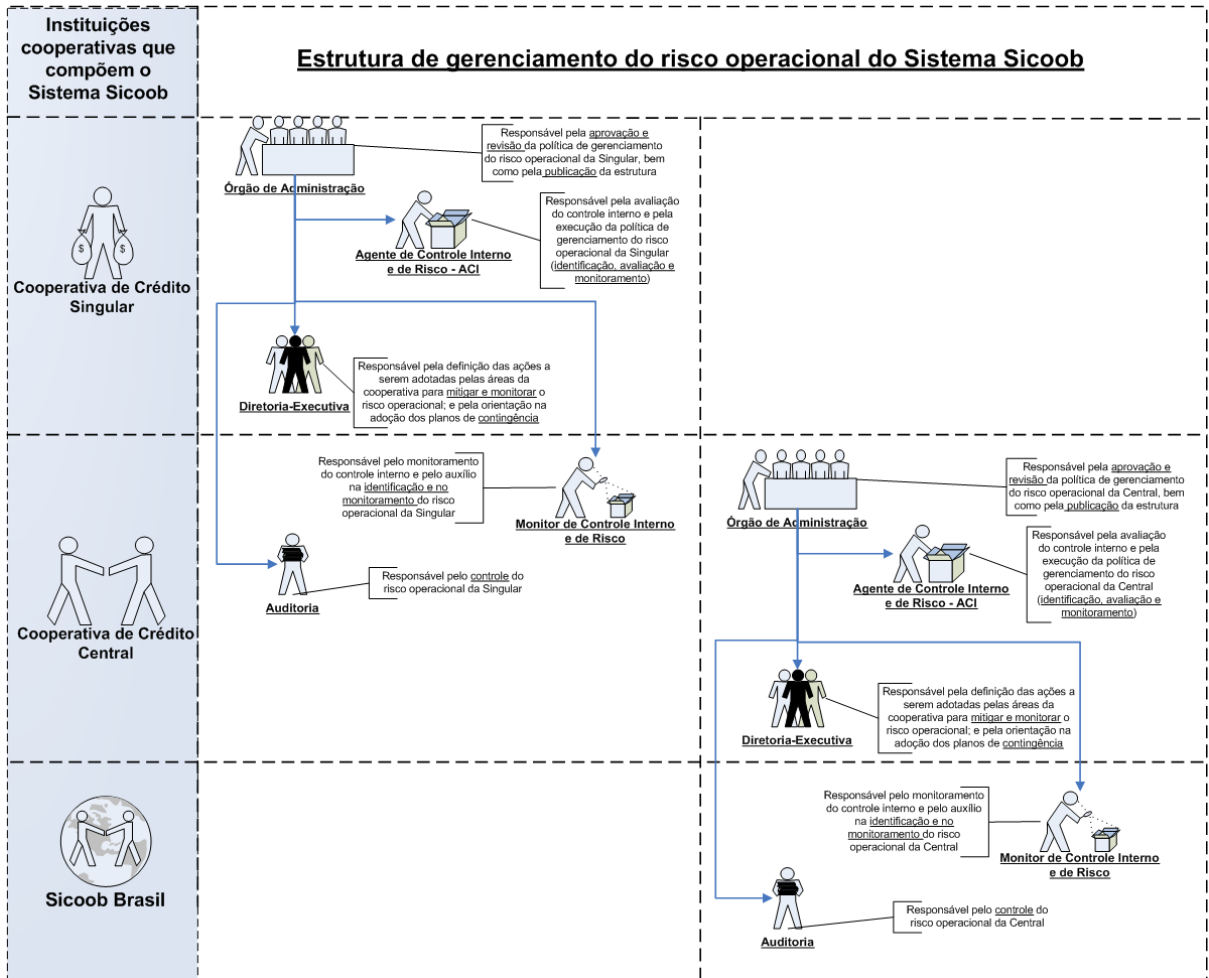 Instituições
cooperativas que
compõem o
Sistema Sicoob
Estrutura de gerenciamento do risco operacional do Sistema Sicoob
Cooperativa de Crédito
Singular
Órgão de Administração
Responsável pela aprovação e
revisão da política de gerenciamento
do risco operacional da Singular, bem
como pela publicação da estrutura
Agente de Controle Interno
e de Risco - ACI
Responsável pela avaliação
do controle interno e pela
execução da política de
gerenciamento do risco
operacional da Singular
(identificação, avaliação e
monitoramento)
$
$
Diretoria-Executiva
Responsável pela definição das ações a
serem adotadas pelas áreas da
cooperativa para mitigar e monitorar o
risco operacional; e pela orientação na
adoção dos planos de contingência
Cooperativa de Crédito
Central
Responsável pelo monitoramento
do controle interno e pelo auxílio
na identificação e no
monitoramento do risco
operacional da Singular
Monitor de Controle Interno
e de Risco
Auditoria
Responsável pelo controle do
risco operacional da Singular
Órgão de Administração
Responsável pela aprovação e
revisão da política de gerenciamento
do risco operacional da Central, bem
como pela publicação da estrutura
Agente de Controle Interno
e de Risco - ACI
Responsável pela avaliação
do controle interno e pela
execução da política de
gerenciamento do risco
operacional da Central
(identificação, avaliação e
monitoramento)
Diretoria-Executiva
Responsável pela definição das ações a
serem adotadas pelas áreas da
cooperativa para mitigar e monitorar o
risco operacional; e pela orientação na
adoção dos planos de contingência
Sicoob Brasil
Responsável pelo monitoramento
do controle interno e pelo auxílio
na identificação e no
monitoramento do risco
operacional da Central
Monitor de Controle Interno
e de Risco
Auditoria
Responsável pelo controle do
risco operacional da Central